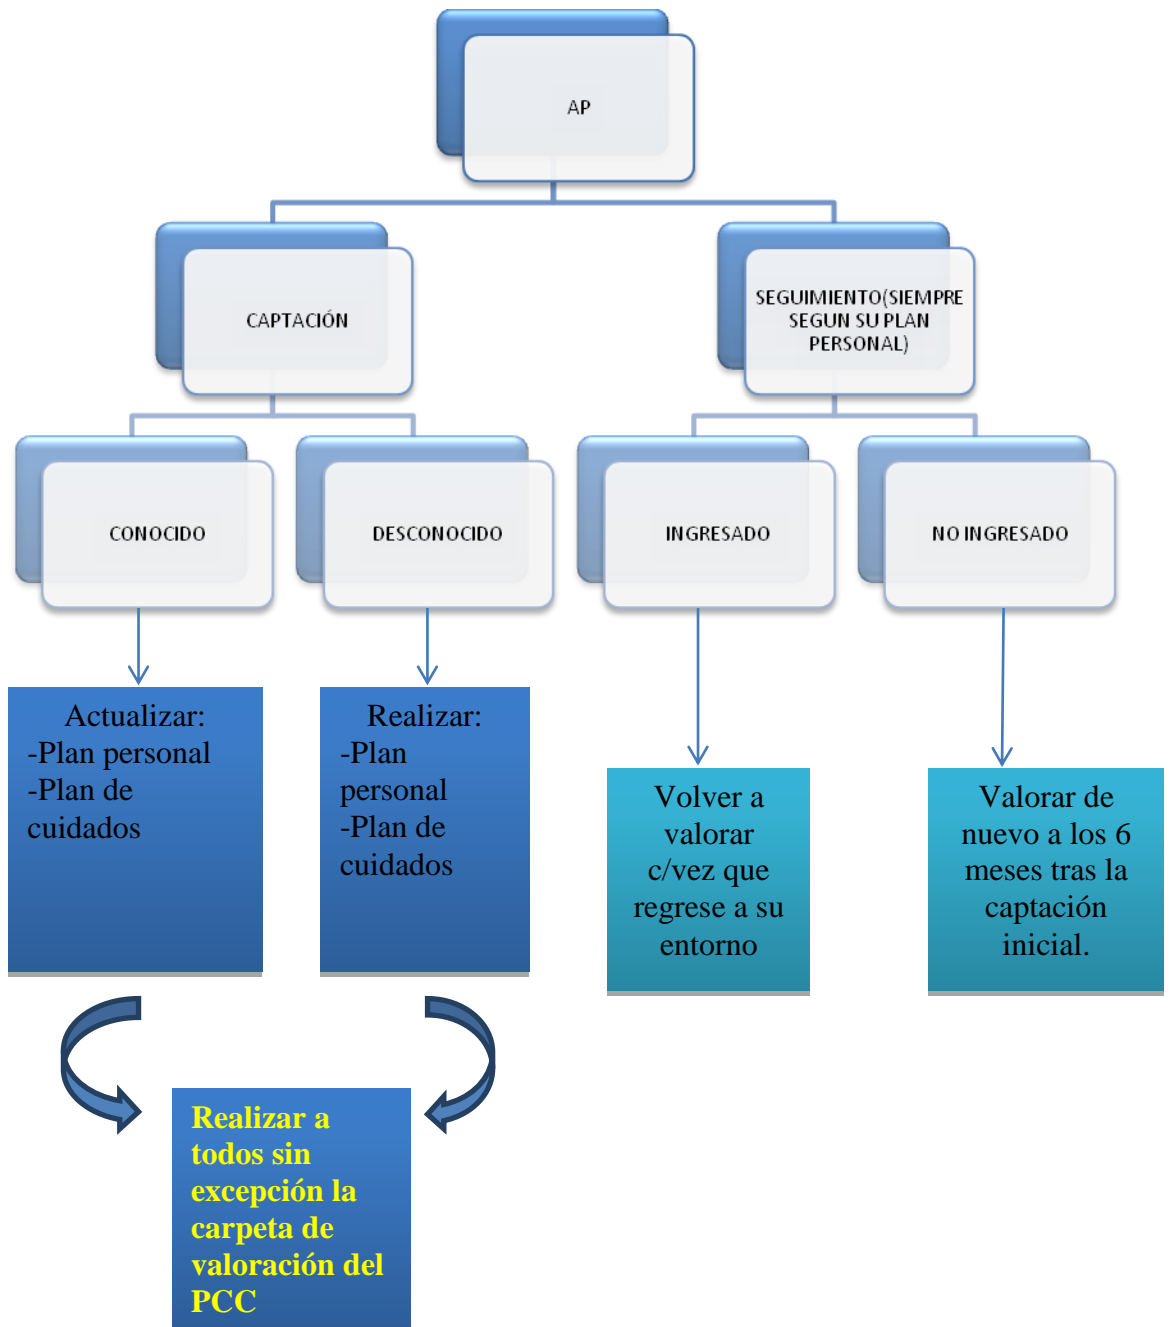 AP
CAPTACIÓN
SEGUIMIENTO(SIEMPRE
SEGUN SU PLAN
PERSONAL)
CONOCIDO
DESCONOCIDO
INGRESADO
NO INGRESADO
Actualizar:
-Plan personal
-Plan de
cuidados
Realizar:
-Plan
personal
-Plan de
cuidados
Volver a
valorar
c/vez que
regrese a su
entorno
Valorar de
nuevo a los 6
meses tras la
captación
inicial.
Realizar a
todos sin
excepción la
carpeta de
valoración del
PCC